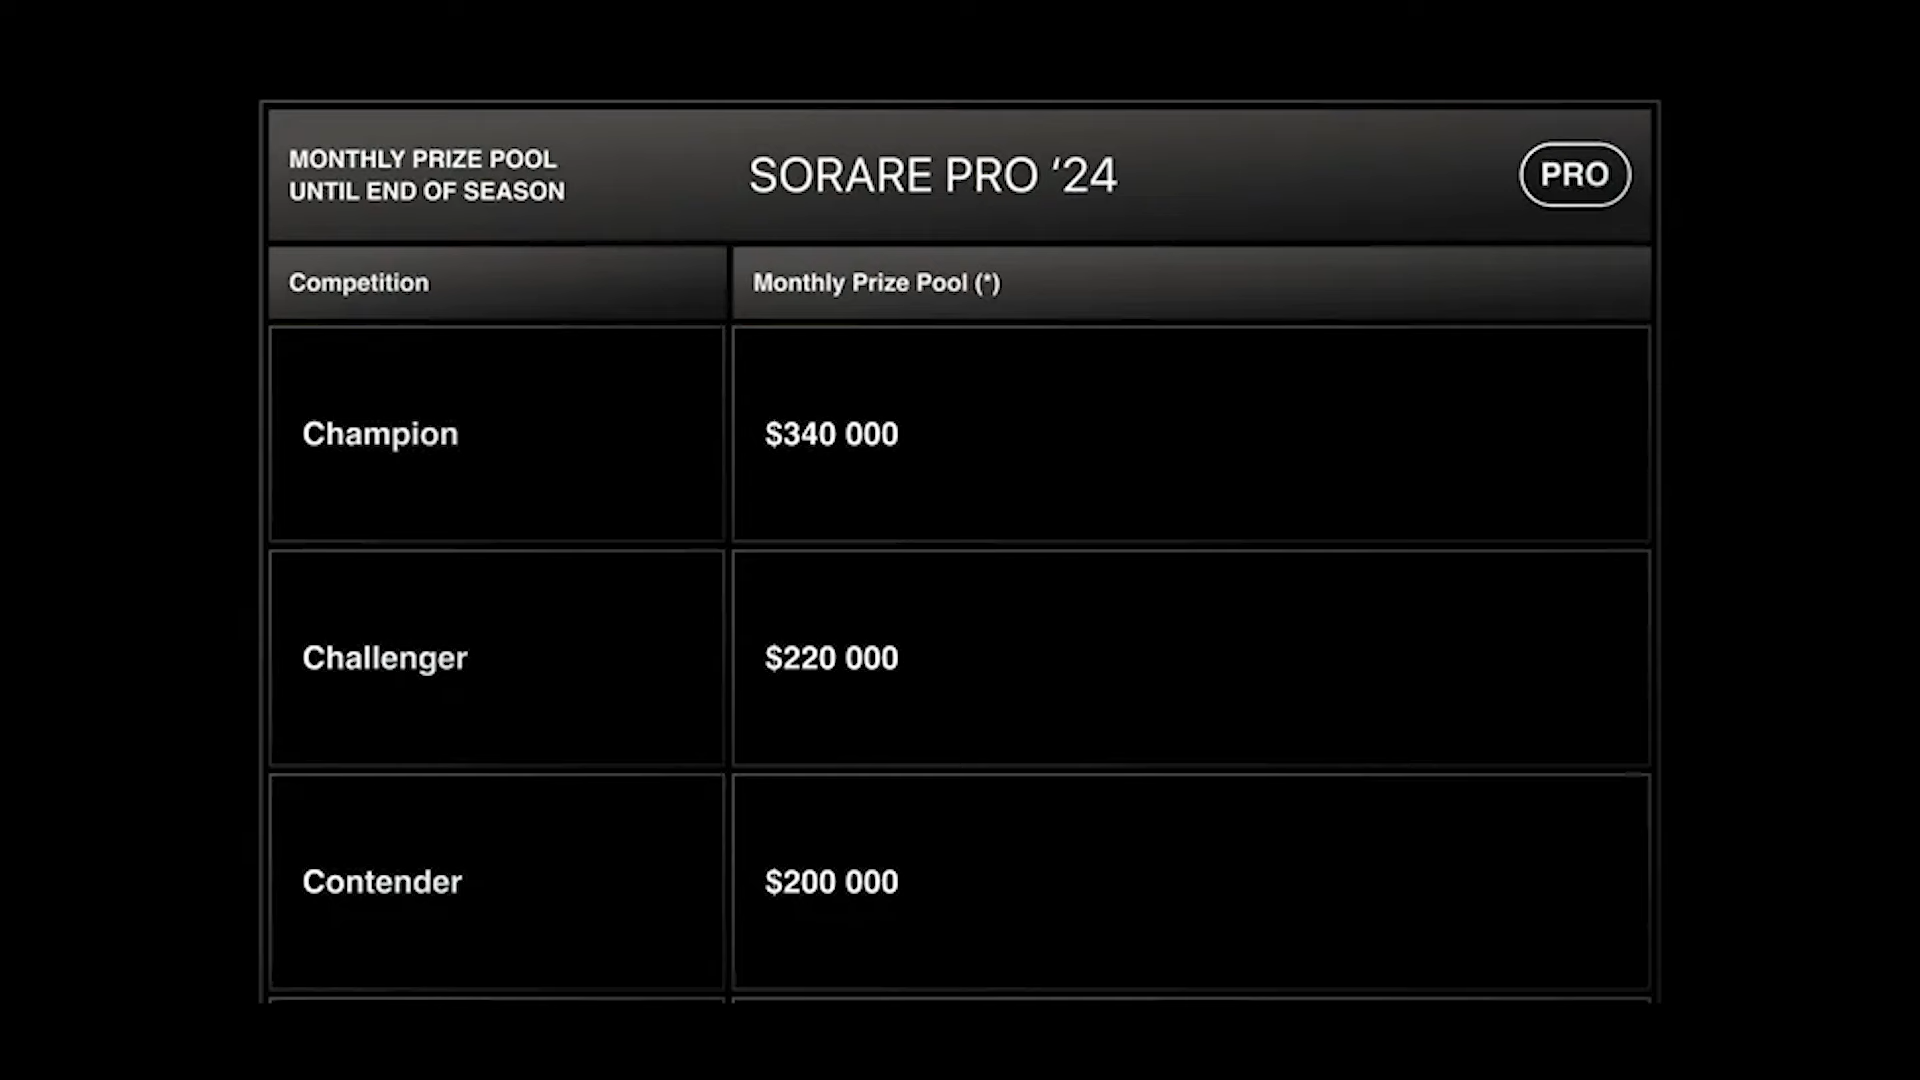 MONTHLY PRIZE POOL
UNTIL END OF SEASON
SORARE PRO ‘24
PRO
Competition
Monthly Prize Pool (*)
Champion
$340 000
Challenger
$220 000
Contender
$200 000